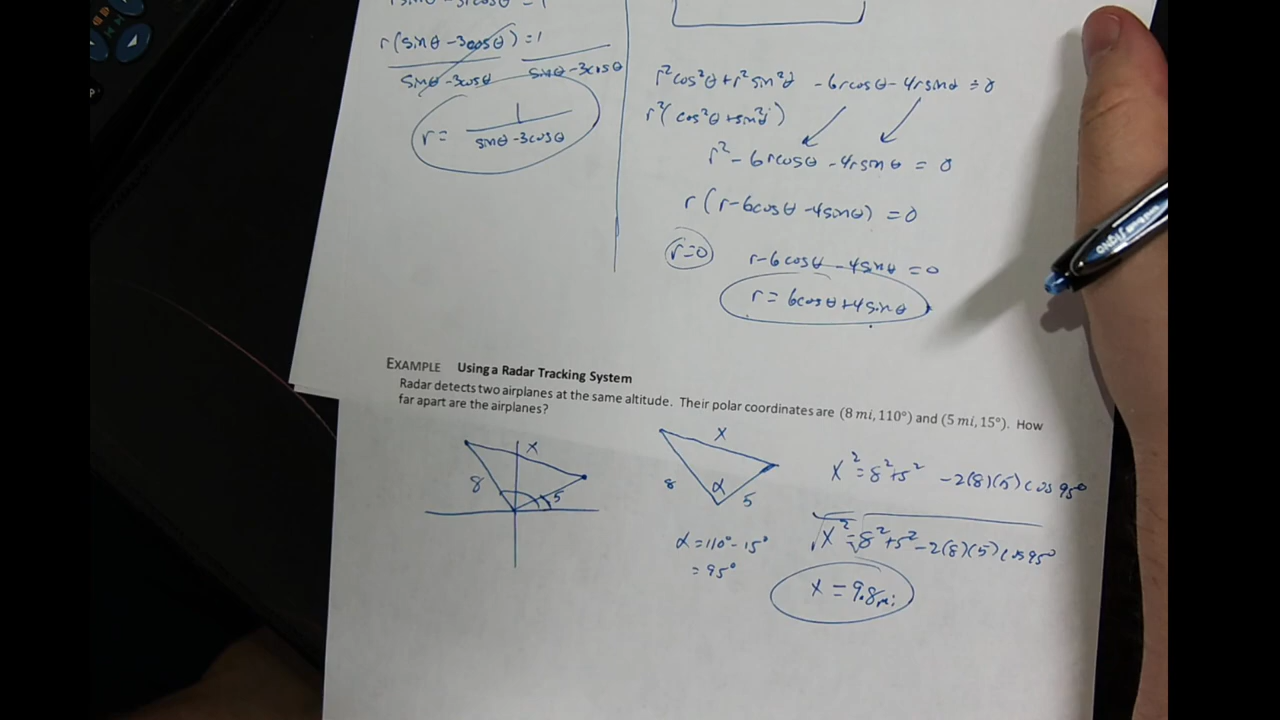 r(sinθ - 3cosθ) = 1
sinθ - 3cosθ sinθ - 3cosθ
r = 1 / (sinθ - 3cosθ)
r²cos²θ + r²sin²θ - 6rcosθ - 4rsinθ = 0
r²(cos²θ + sin²θ)
r² - 6rcosθ - 4rsinθ = 0
r(r - 6cosθ - 4sinθ) = 0
r = 0 r - 6cosθ - 4sinθ = 0
r = 6cosθ + 4sinθ
EXAMPLE Using a Radar Tracking System
Radar detects two airplanes at the same altitude. Their polar coordinates are (8 mi, 110°) and (5 mi, 15°). How
far apart are the airplanes?
x
8
5
x
8
α
5
α = 110° - 15°
= 95°
x² = 8² + 5² - 2(8)(5) cos 95°
√x² = √8² + 5² - 2(8)(5) cos 95°
x = 9.8 mi